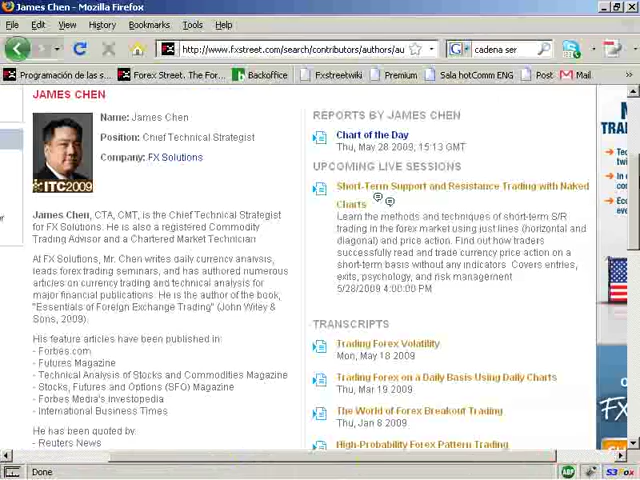 James Chen - Mozilla Firefox
File Edit View History Bookmarks Tools Help
http://www.fxstreet.com/search/contributors/authors/au
cadena ser
Programación de las s... Forex Street. The For... Backoffice Fxstreetwiki Premium Sala hotComm ENG Post Mail
JAMES CHEN
Name: James Chen
Position: Chief Technical Strategist
Company: FX Solutions
ITC2009
James Chen, CTA, CMT, is the Chief Technical Strategist
for FX Solutions. He is also a registered Commodity
Trading Advisor and a Chartered Market Technician
At FX Solutions, Mr. Chen writes daily currency analysis,
leads forex trading seminars, and has authored numerous
articles on currency trading and technical analysis for
major financial publications. He is the author of the book,
"Essentials of Foreign Exchange Trading" (John Wiley &
Sons, 2009).
His feature articles have been published in:
- Forbes.com
- Futures Magazine
- Technical Analysis of Stocks and Commodities Magazine
- Stocks, Futures and Options (SFO) Magazine
- Forbes Media's Investopedia
- International Business Times
He has been quoted by:
- Reuters News
REPORTS BY JAMES CHEN
Chart of the Day
Thu, May 28 2009, 15:13 GMT
UPCOMING LIVE SESSIONS
Short-Term Support and Resistance Trading with Naked
Charts
Learn the methods and techniques of short-term S/R
trading in the forex market using just lines (horizontal and
diagonal) and price action. Find out how traders
successfully read and trade currency price action on a
short-term basis without any indicators. Covers entries,
exits, psychology, and risk management
5/28/2009 4:00:00 PM
TRANSCRIPTS
Trading Forex Volatility
Mon, May 18 2009
Trading Forex on a Daily Basis Using Daily Charts
Thu, Mar 19 2009
The World of Forex Breakout Trading
Thu, Jan 8 2009
High-Probability Forex Pattern Trading
TRA
FX
Done
ABP
S3Fox